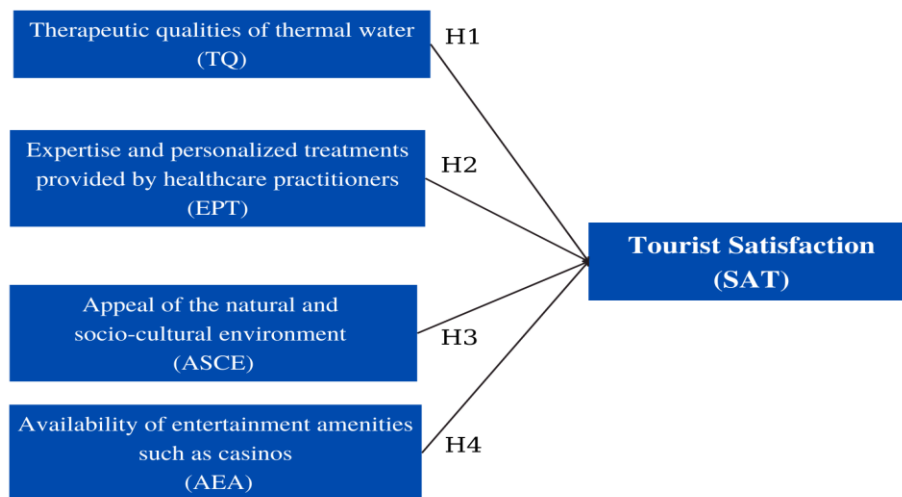 Therapeutic qualities of thermal water
(TQ)
H1
Expertise and personalized treatments
provided by healthcare practitioners
(EPT)
H2
Appeal of the natural and
socio-cultural environment
(ASCE)
H3
Availability of entertainment amenities
such as casinos
(AEA)
H4
Tourist Satisfaction
(SAT)